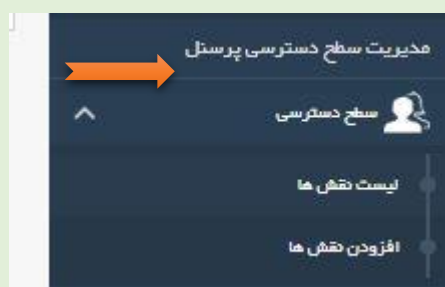 مدیریت سطح دسترسی پرسنل
سطح دسترسی
لیست نقش ها
افزودن نقش ها